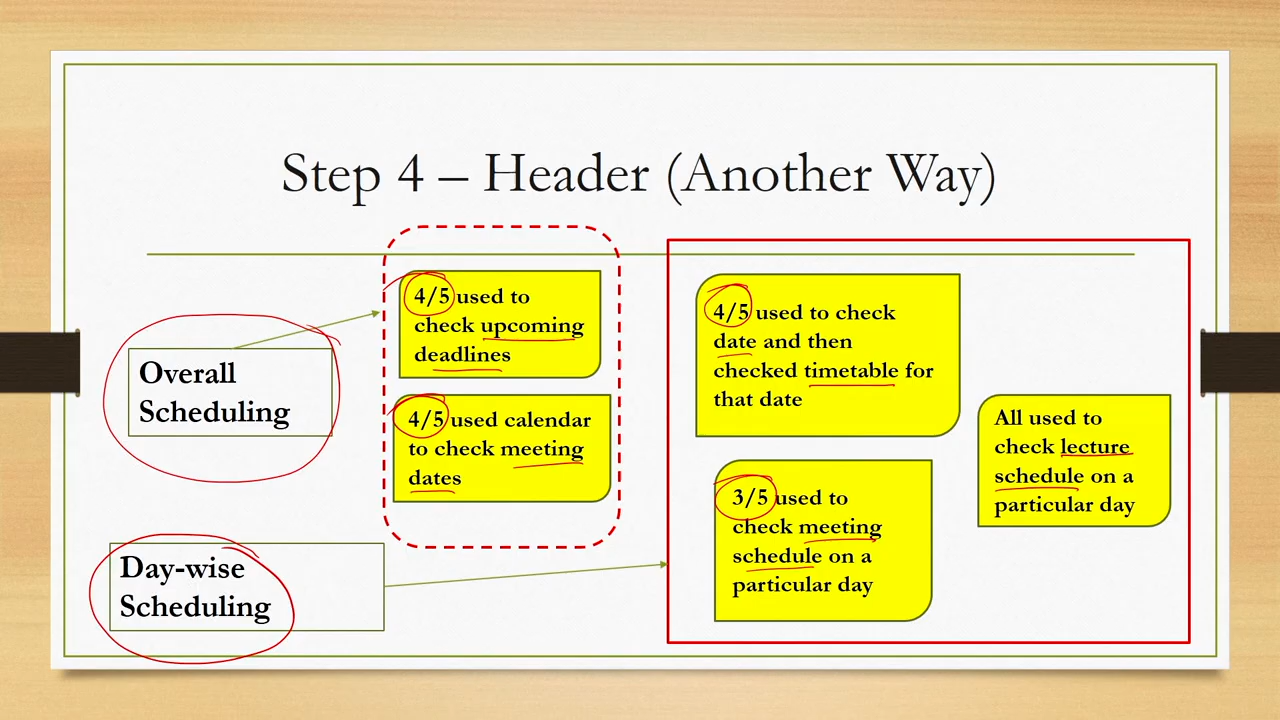 Step 4 – Header (Another Way)
Overall
Scheduling
4/5 used to
check upcoming
deadlines
4/5 used calendar
to check meeting
dates
Day-wise
Scheduling
4/5 used to check
date and then
checked timetable for
that date
3/5 used to
check meeting
schedule on a
particular day
All used to
check lecture
schedule on a
particular day